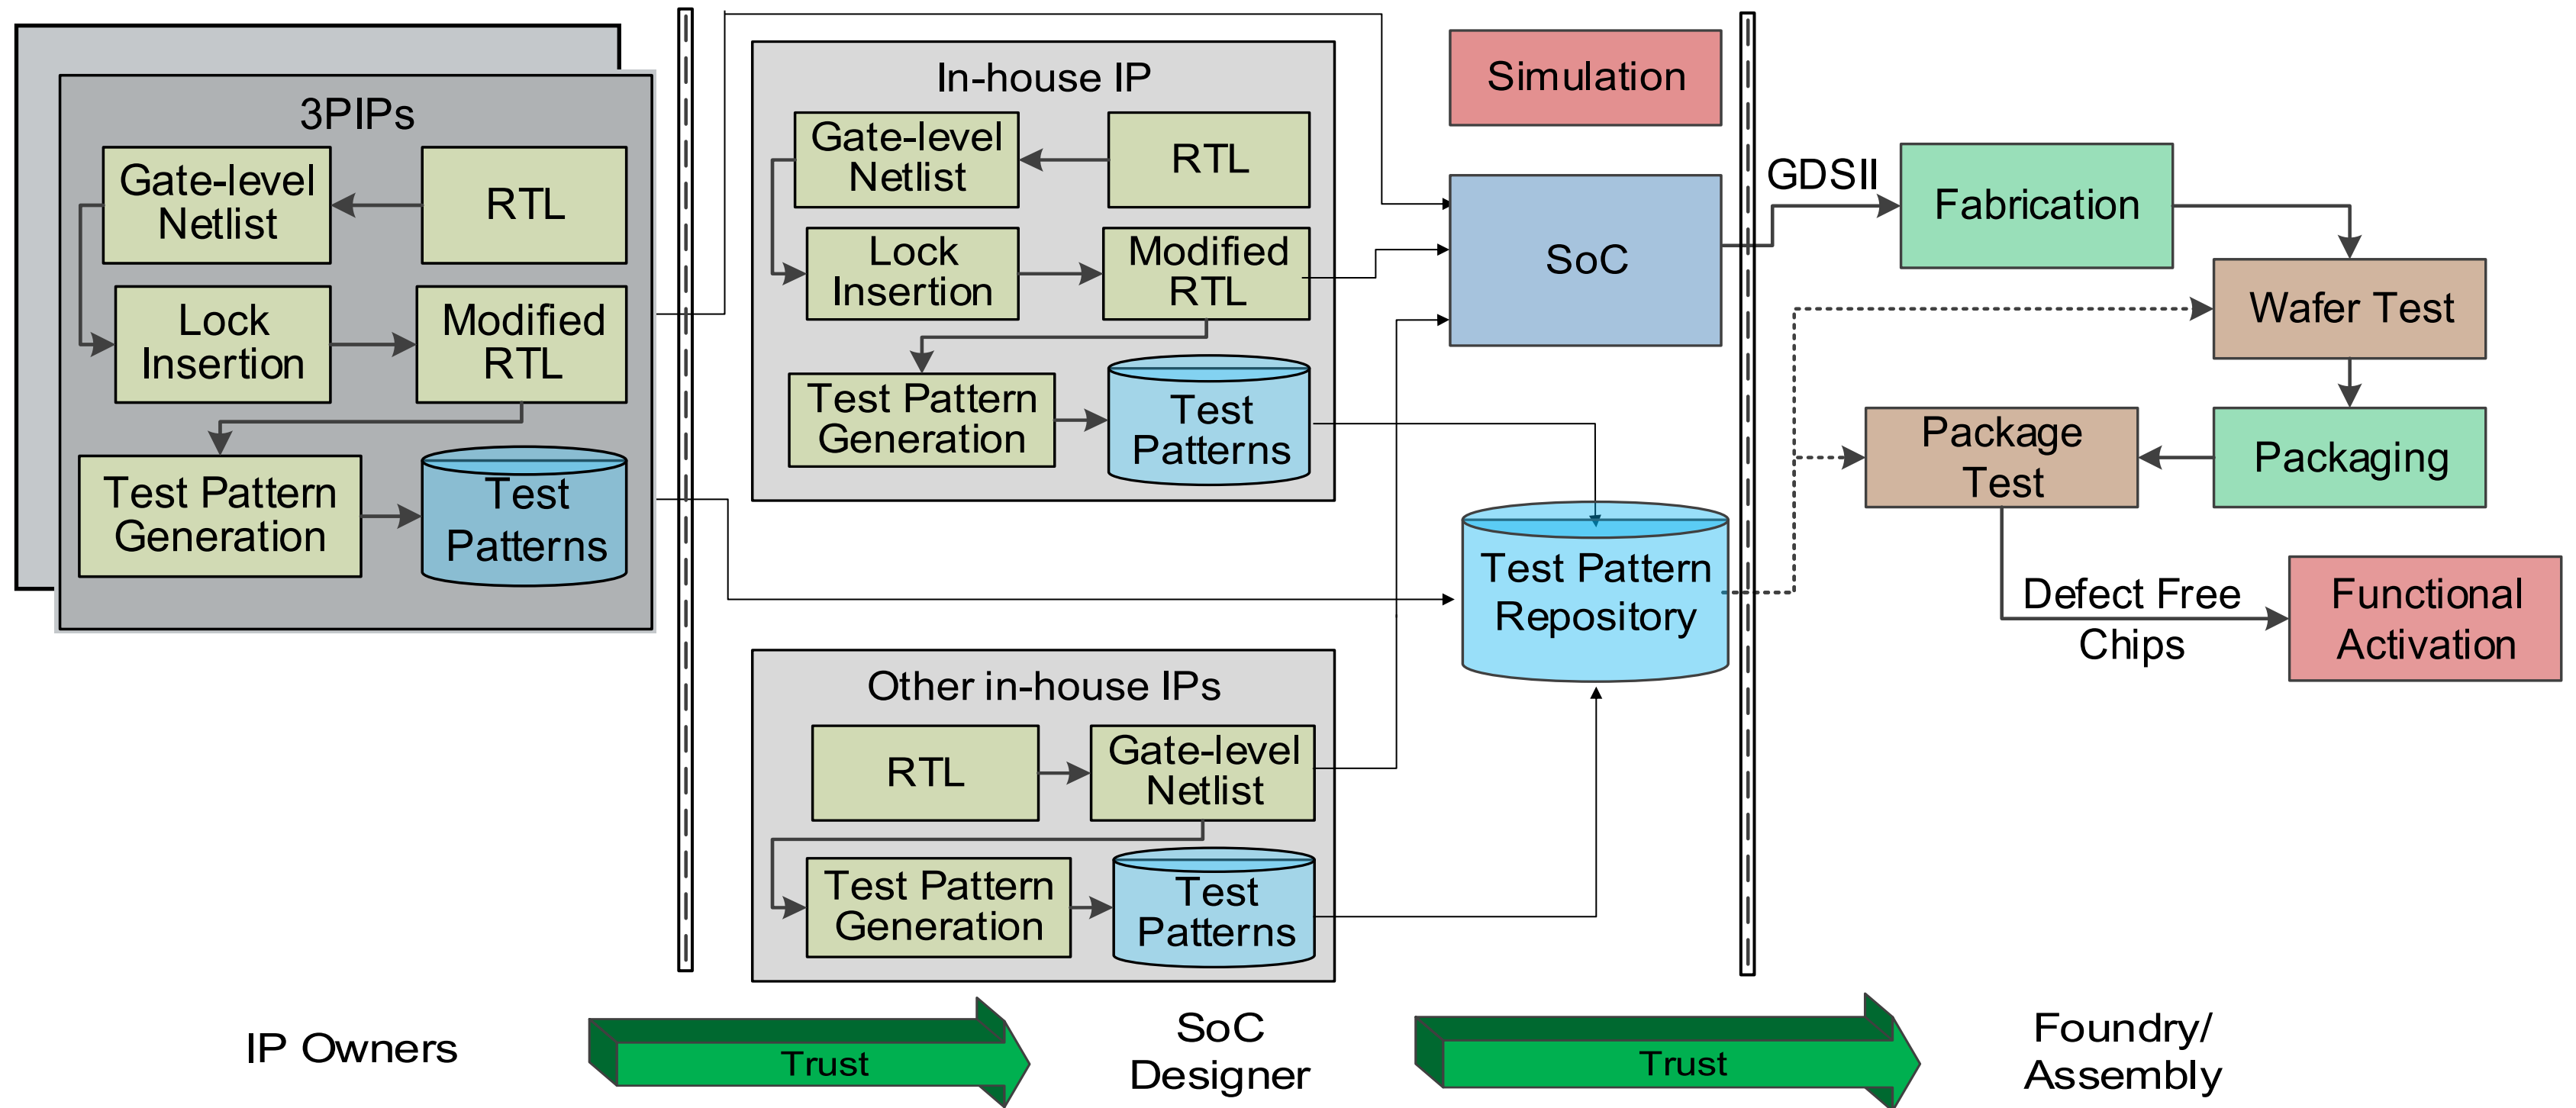 3PIPs
Gate-level
Netlist
RTL
Lock
Insertion
Modified
RTL
Test Pattern
Generation
Test
Patterns
In-house IP
Gate-level
Netlist
RTL
Lock
Insertion
Modified
RTL
Test Pattern
Generation
Test
Patterns
Other in-house IPs
RTL
Gate-level
Netlist
Test Pattern
Generation
Test
Patterns
Simulation
SoC
Test Pattern
Repository
GDSII
Fabrication
Wafer Test
Packaging
Package
Test
Defect Free
Chips
Functional
Activation
IP Owners
Trust
SoC
Designer
Trust
Foundry/
Assembly